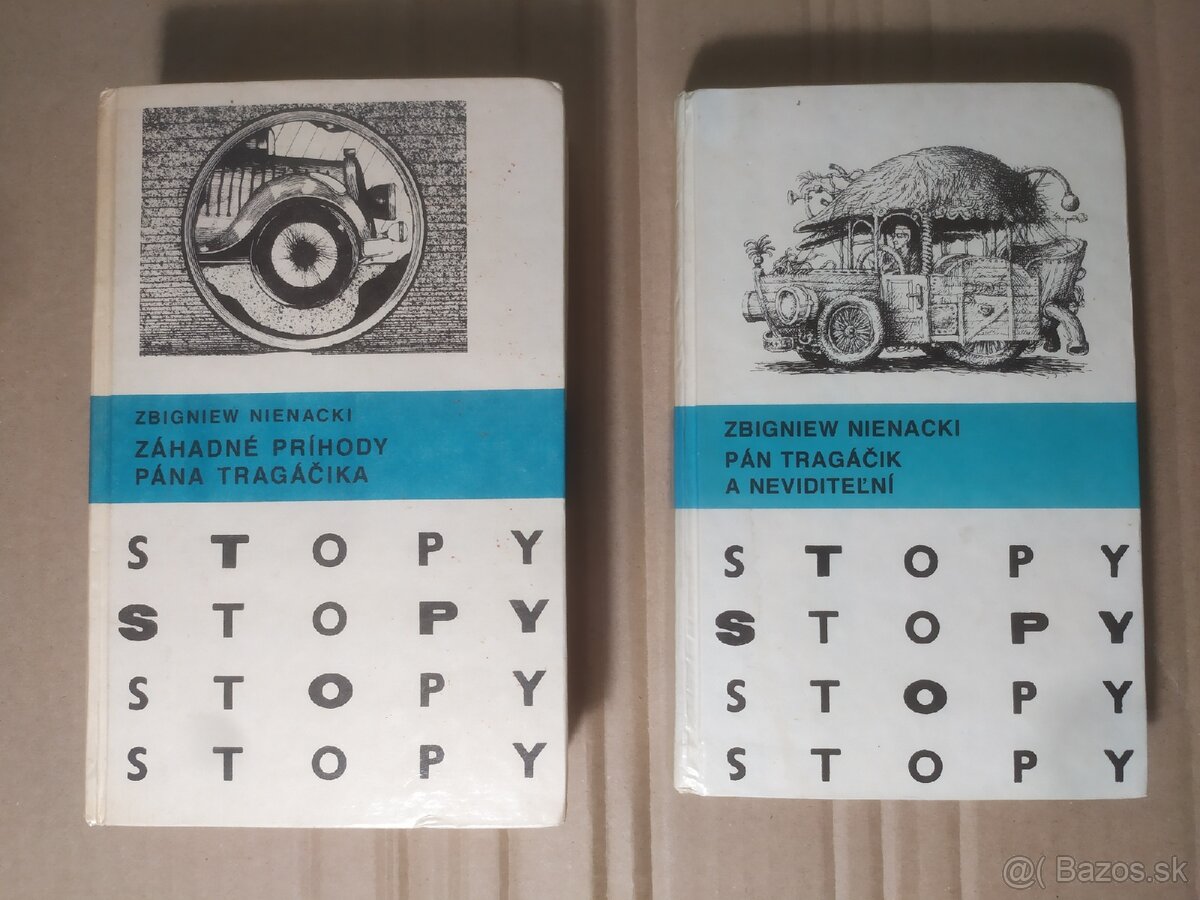 ZBIGNIEW NIENACKI
ZÁHADNÉ PRÍHODY
PÁNA TRAGÁČIKA
S T O P Y
S T O P Y
S T O P Y
S T O P Y
ZBIGNIEW NIENACKI
PÁN TRAGÁČIK
A NEVIDITEĽNÍ
S T O P Y
S T O P Y
S T O P Y
S T O P Y
@( Bazos.sk